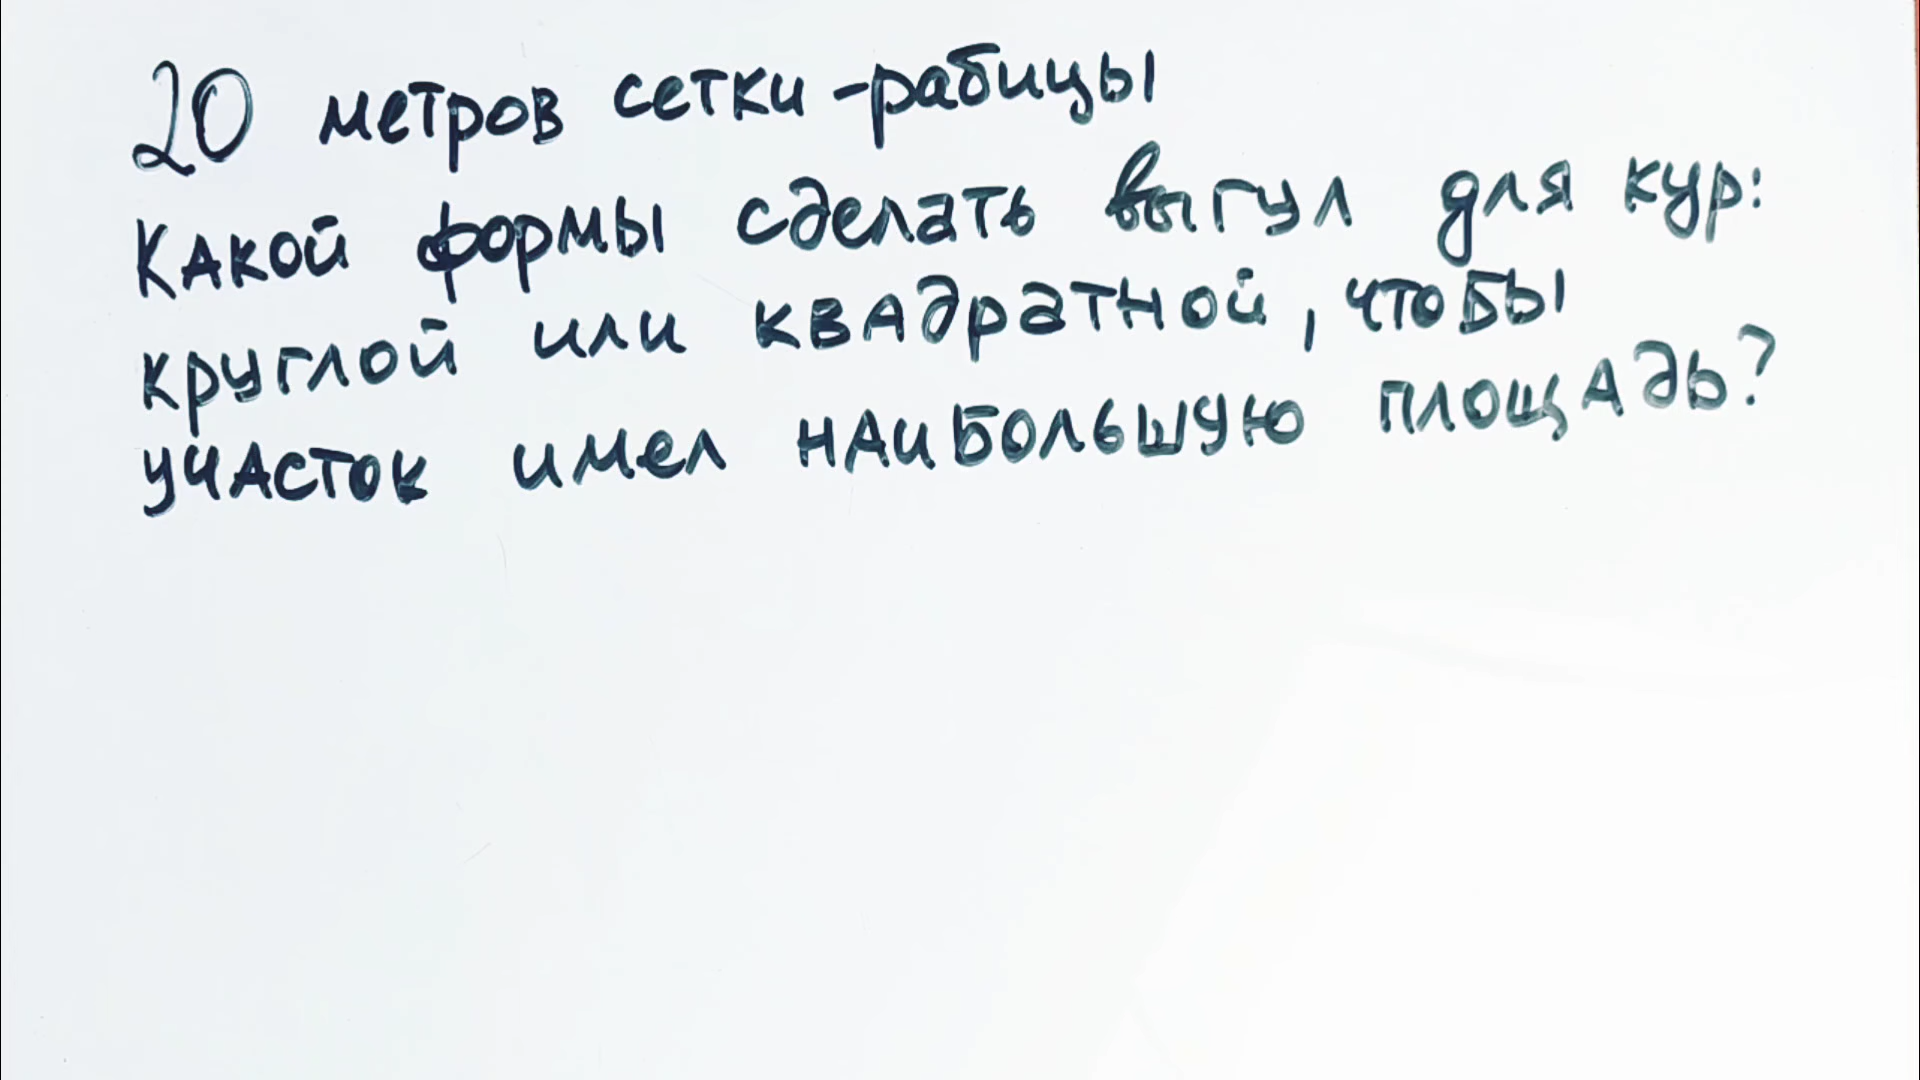 20 метров сетки-рабицы
Какой формы сделать выгул для кур:
круглой или квадратной, чтобы
участок имел наибольшую площадь?